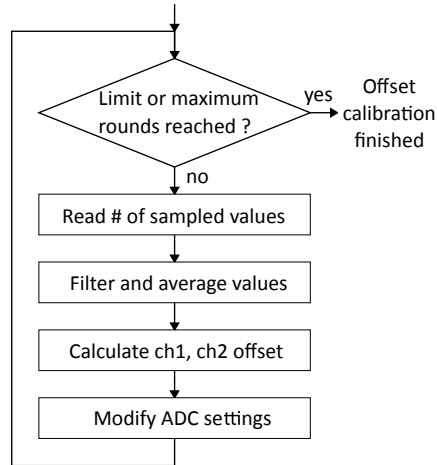 Limit or maximum
rounds reached ?
yes
Offset
calibration
finished
no
Read # of sampled values
Filter and average values
Calculate ch1, ch2 offset
Modify ADC settings